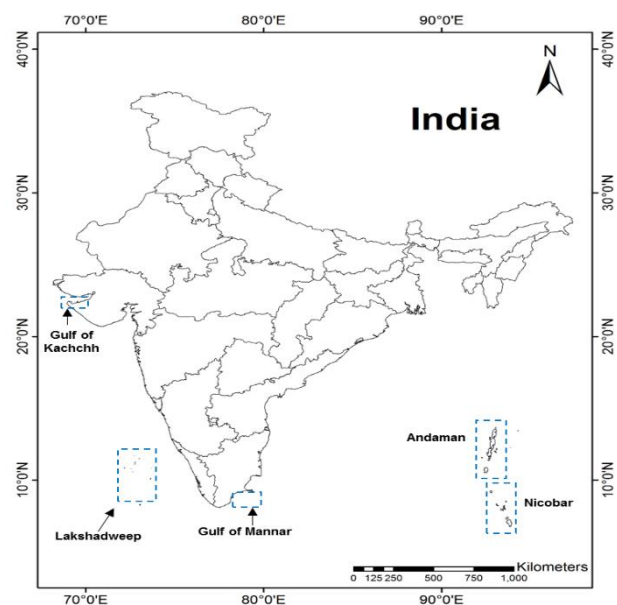 70°0'E 80°0'E 90°0'E
40°0'N 40°0'N
N
India
30°0'N 30°0'N
Gulf of
Kachchh
20°0'N 20°0'N
Andaman
10°0'N 10°0'N
Nicobar
Lakshadweep
Gulf of Mannar
Kilometers
0 125 250 500 750 1,000
70°0'E 80°0'E 90°0'E